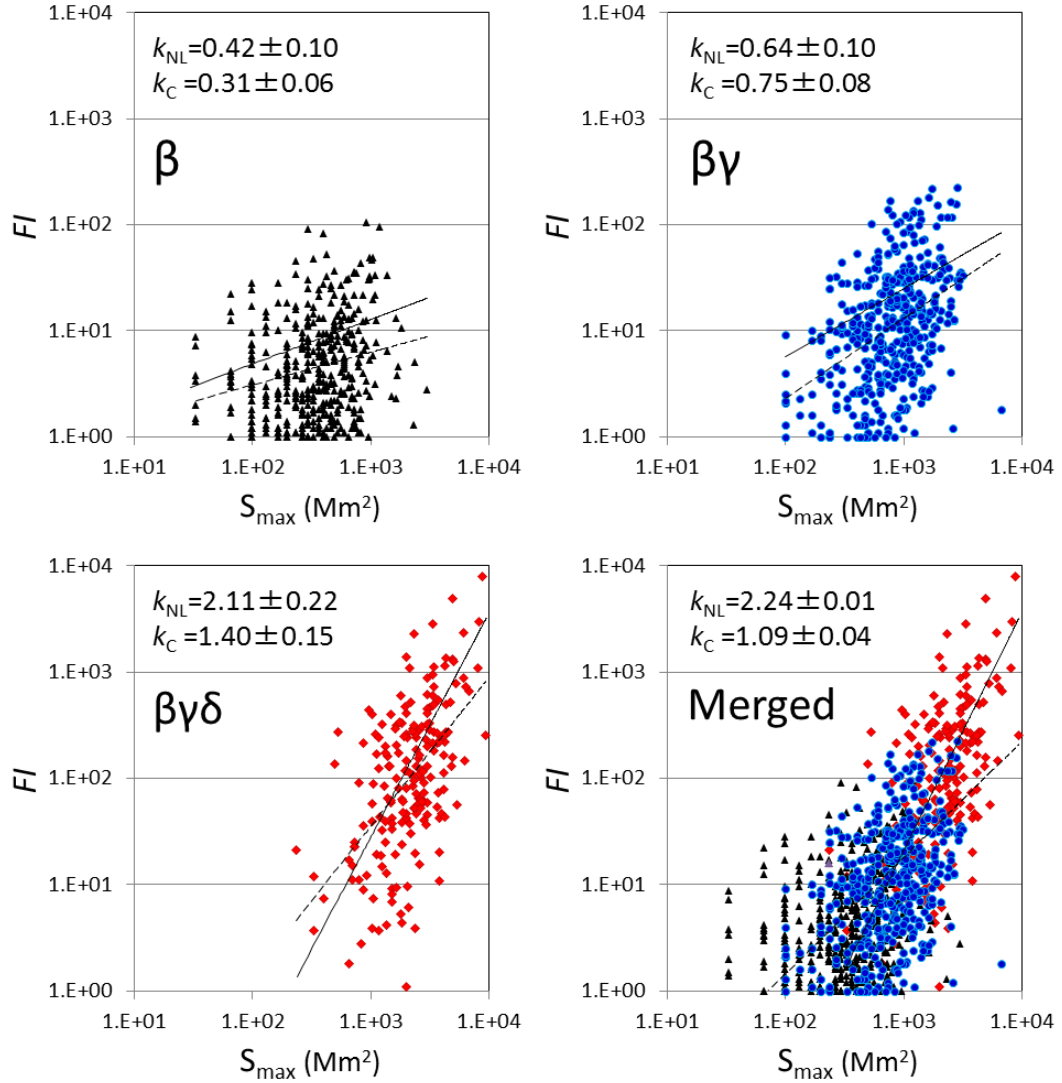 1.E+04
1.E+03
1.E+02
1.E+01
1.E+00
FI
k_NL=0.42±0.10
k_C=0.31±0.06
β
1.E+01 1.E+02 1.E+03 1.E+04
S_max (Mm²)
1.E+04
1.E+03
1.E+02
1.E+01
1.E+00
FI
k_NL=0.64±0.10
k_C=0.75±0.08
βγ
1.E+01 1.E+02 1.E+03 1.E+04
S_max (Mm²)
1.E+04
1.E+03
1.E+02
1.E+01
1.E+00
FI
k_NL=2.11±0.22
k_C=1.40±0.15
βγδ
1.E+01 1.E+02 1.E+03 1.E+04
S_max (Mm²)
1.E+04
1.E+03
1.E+02
1.E+01
1.E+00
FI
k_NL=2.24±0.01
k_C=1.09±0.04
Merged
1.E+01 1.E+02 1.E+03 1.E+04
S_max (Mm²)